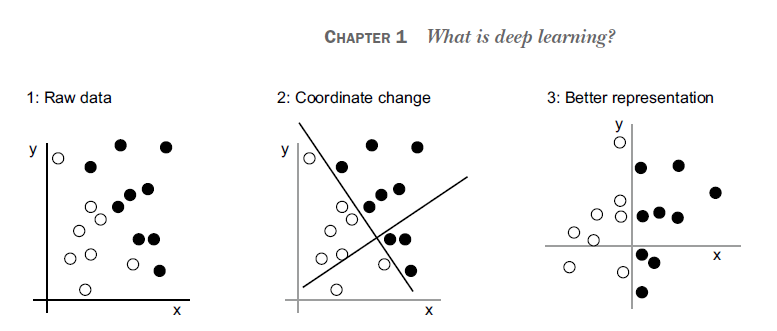 CHAPTER 1 What is deep learning?
1: Raw data
2: Coordinate change
3: Better representation
y
y
y
x
x
x